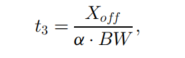 t_3 = \frac{X_{off}}{\alpha \cdot BW},